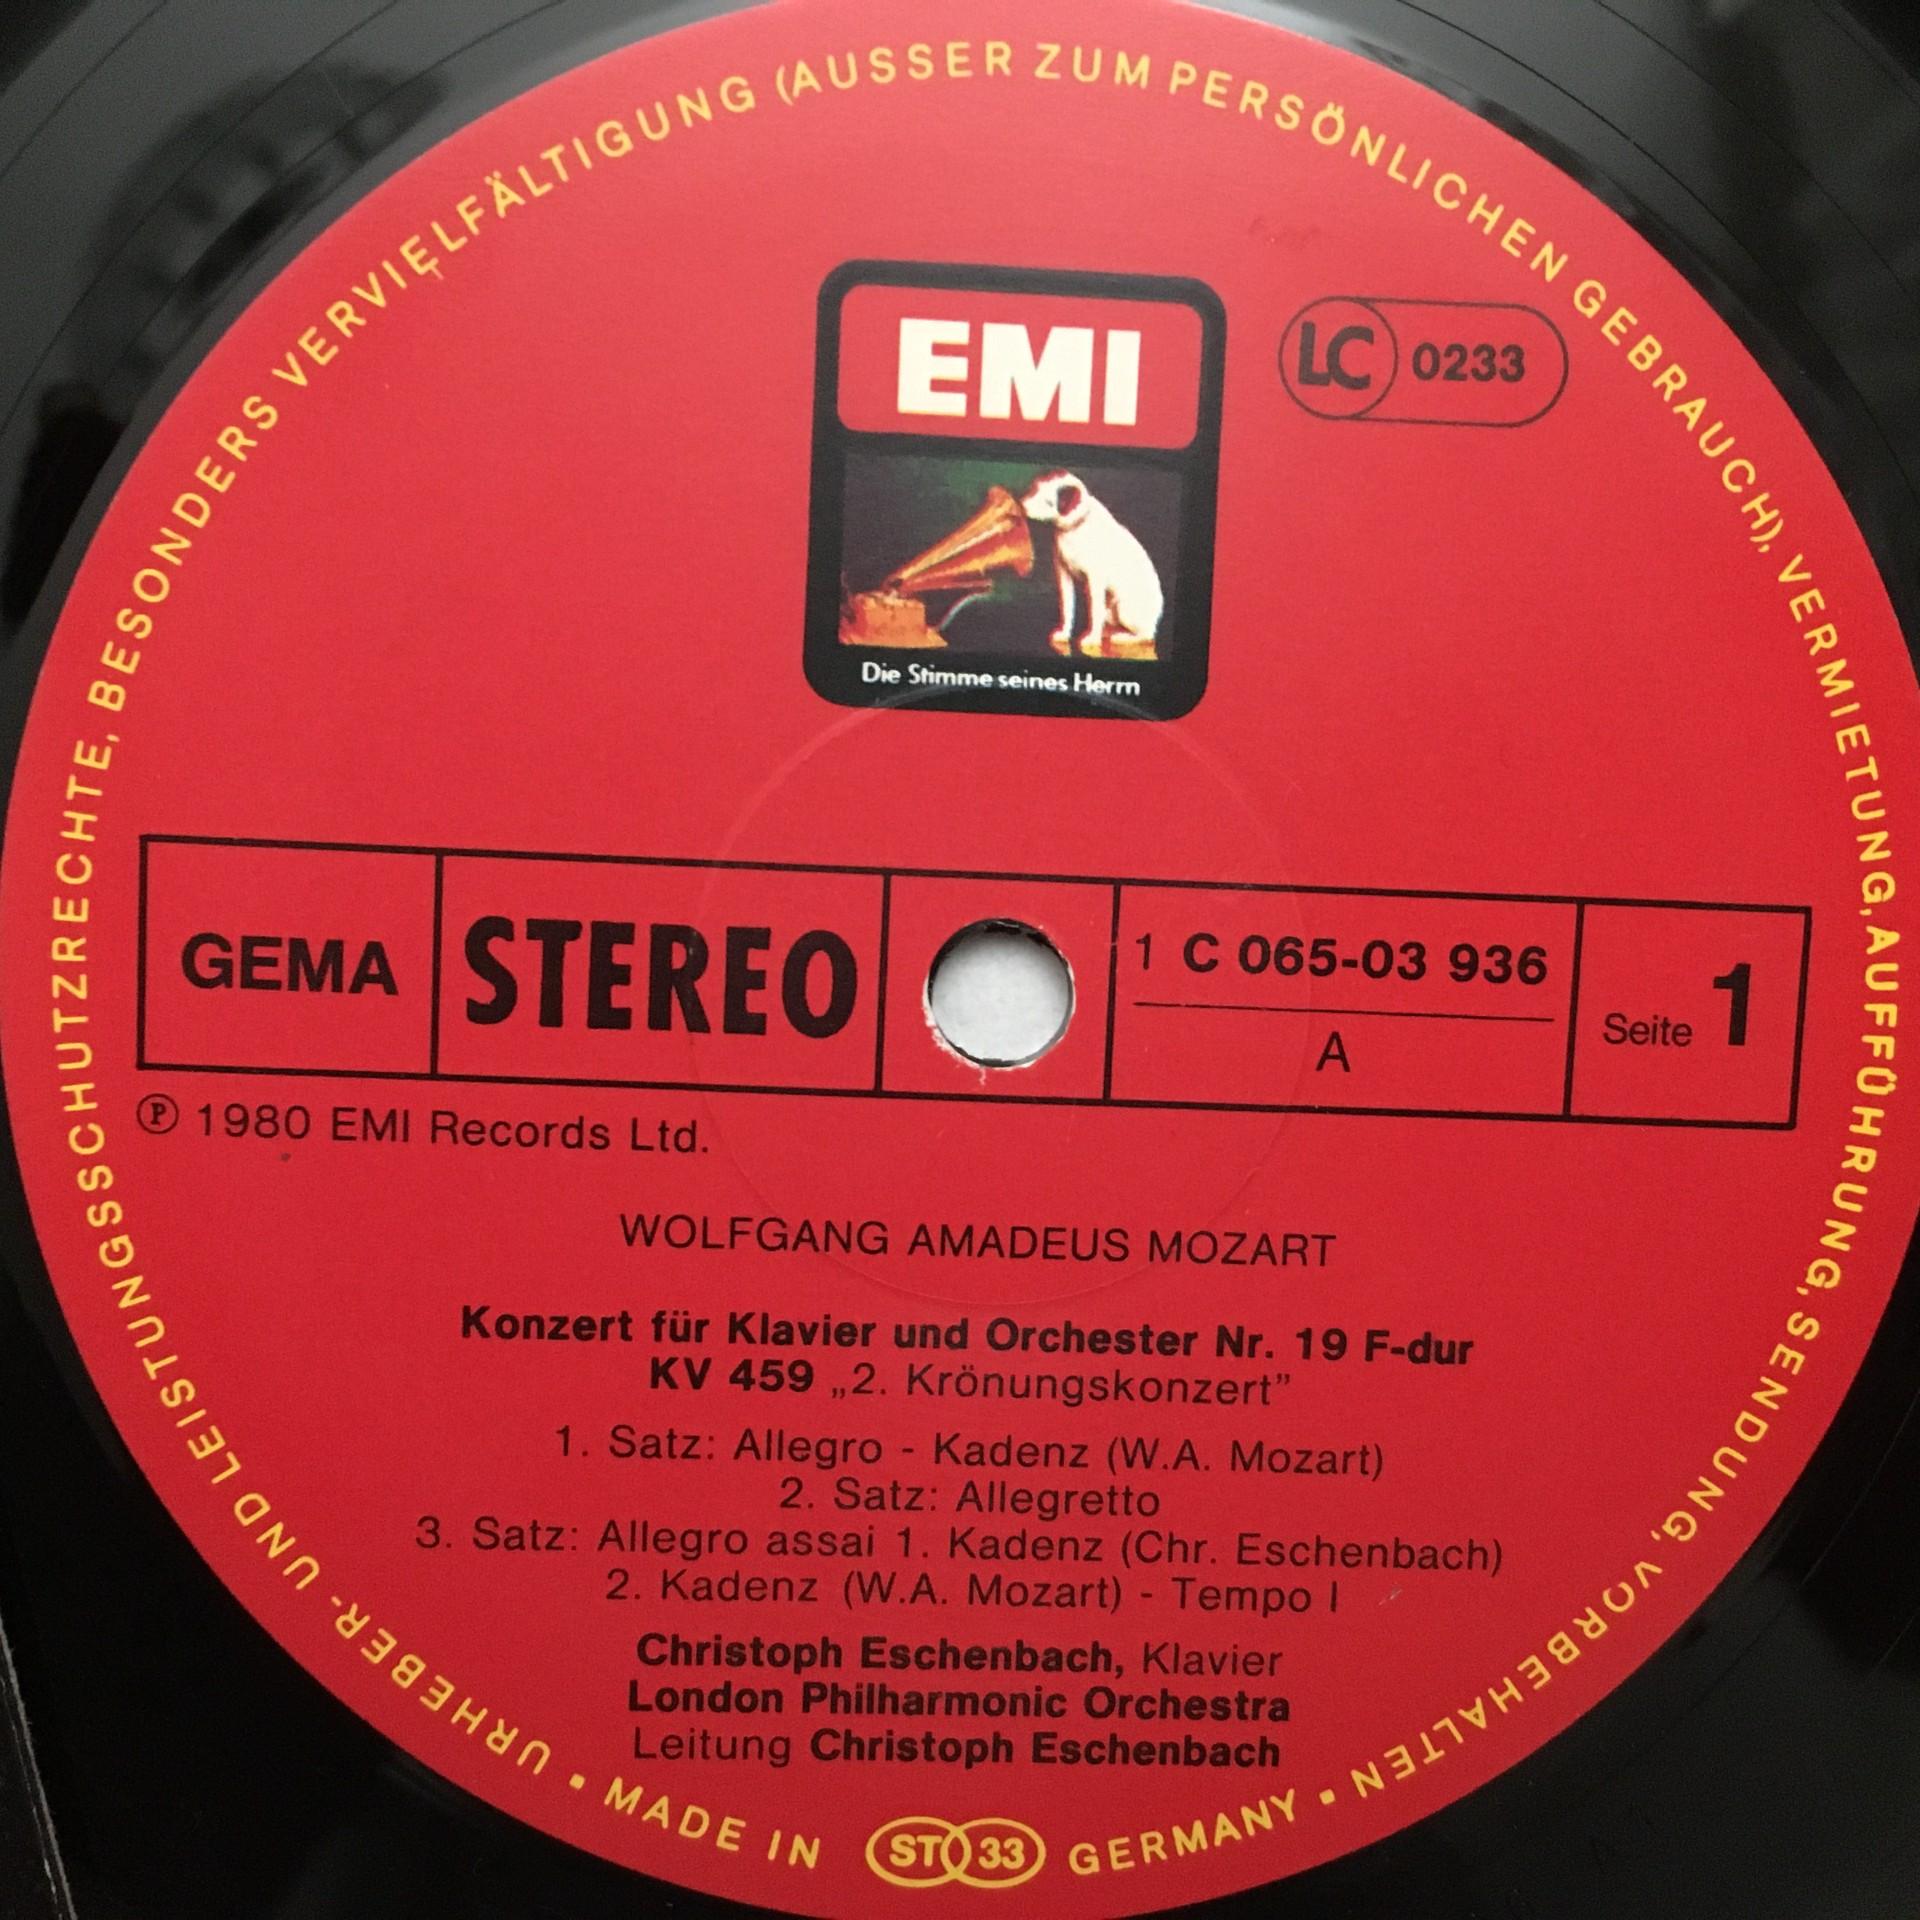 URHEBER- UND LEISTUNGSSCHUTZRECHTE, BESONDERS VERVIELFÄLTIGUNG (AUSSER ZUM PERSÖNLICHEN GEBRAUCH), VERMIETUNG, AUFFÜHRUNG, SENDUNG, VORBEHALTEN •
EMI
LC 0233
Die Stimme seines Herrn
GEMA
STEREO
1 C 065-03 936
A
Seite 1
Ⓟ 1980 EMI Records Ltd.
WOLFGANG AMADEUS MOZART
Konzert für Klavier und Orchester Nr. 19 F-dur
KV 459 „2. Krönungskonzert”
1. Satz: Allegro - Kadenz (W.A. Mozart)
2. Satz: Allegretto
3. Satz: Allegro assai 1. Kadenz (Chr. Eschenbach)
2. Kadenz (W.A. Mozart) - Tempo I
Christoph Eschenbach, Klavier
London Philharmonic Orchestra
Leitung Christoph Eschenbach
• MADE IN ST 33 GERMANY